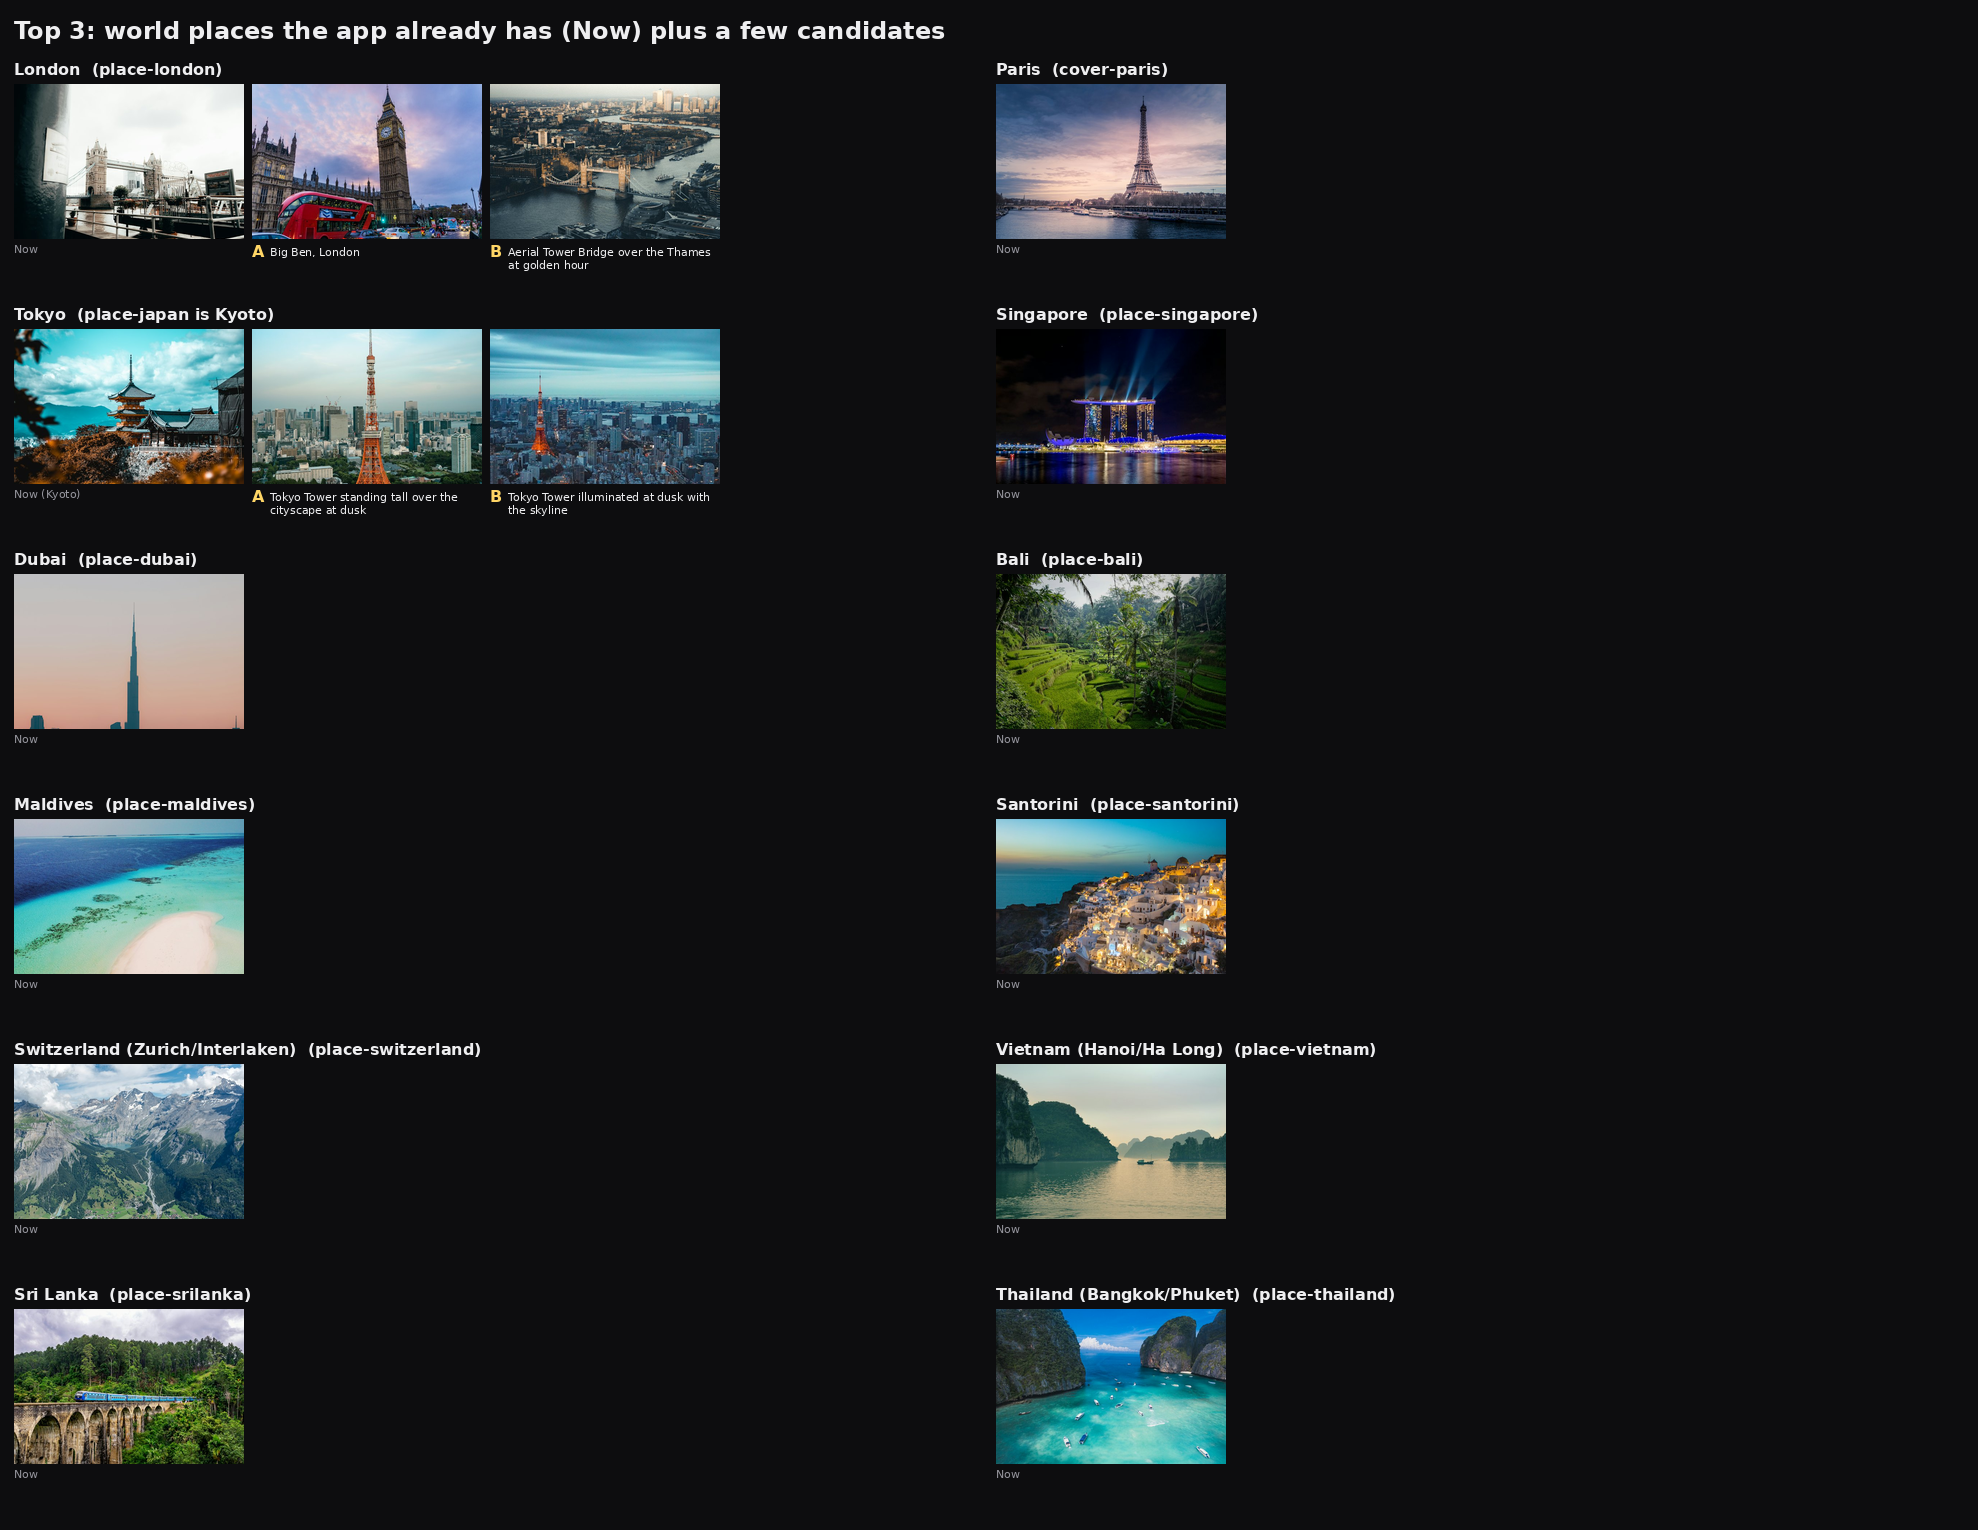 Top 3: world places the app already has (Now) plus a few candidates
London (place-london)
Now
A Big Ben, London
B Aerial Tower Bridge over the Thames
at golden hour
Paris (cover-paris)
Now
Tokyo (place-japan is Kyoto)
Now (Kyoto)
A Tokyo Tower standing tall over the
cityscape at dusk
B Tokyo Tower illuminated at dusk with
the skyline
Singapore (place-singapore)
Now
Dubai (place-dubai)
Now
Bali (place-bali)
Now
Maldives (place-maldives)
Now
Santorini (place-santorini)
Now
Switzerland (Zurich/Interlaken) (place-switzerland)
Now
Vietnam (Hanoi/Ha Long) (place-vietnam)
Now
Sri Lanka (place-srilanka)
Now
Thailand (Bangkok/Phuket) (place-thailand)
Now